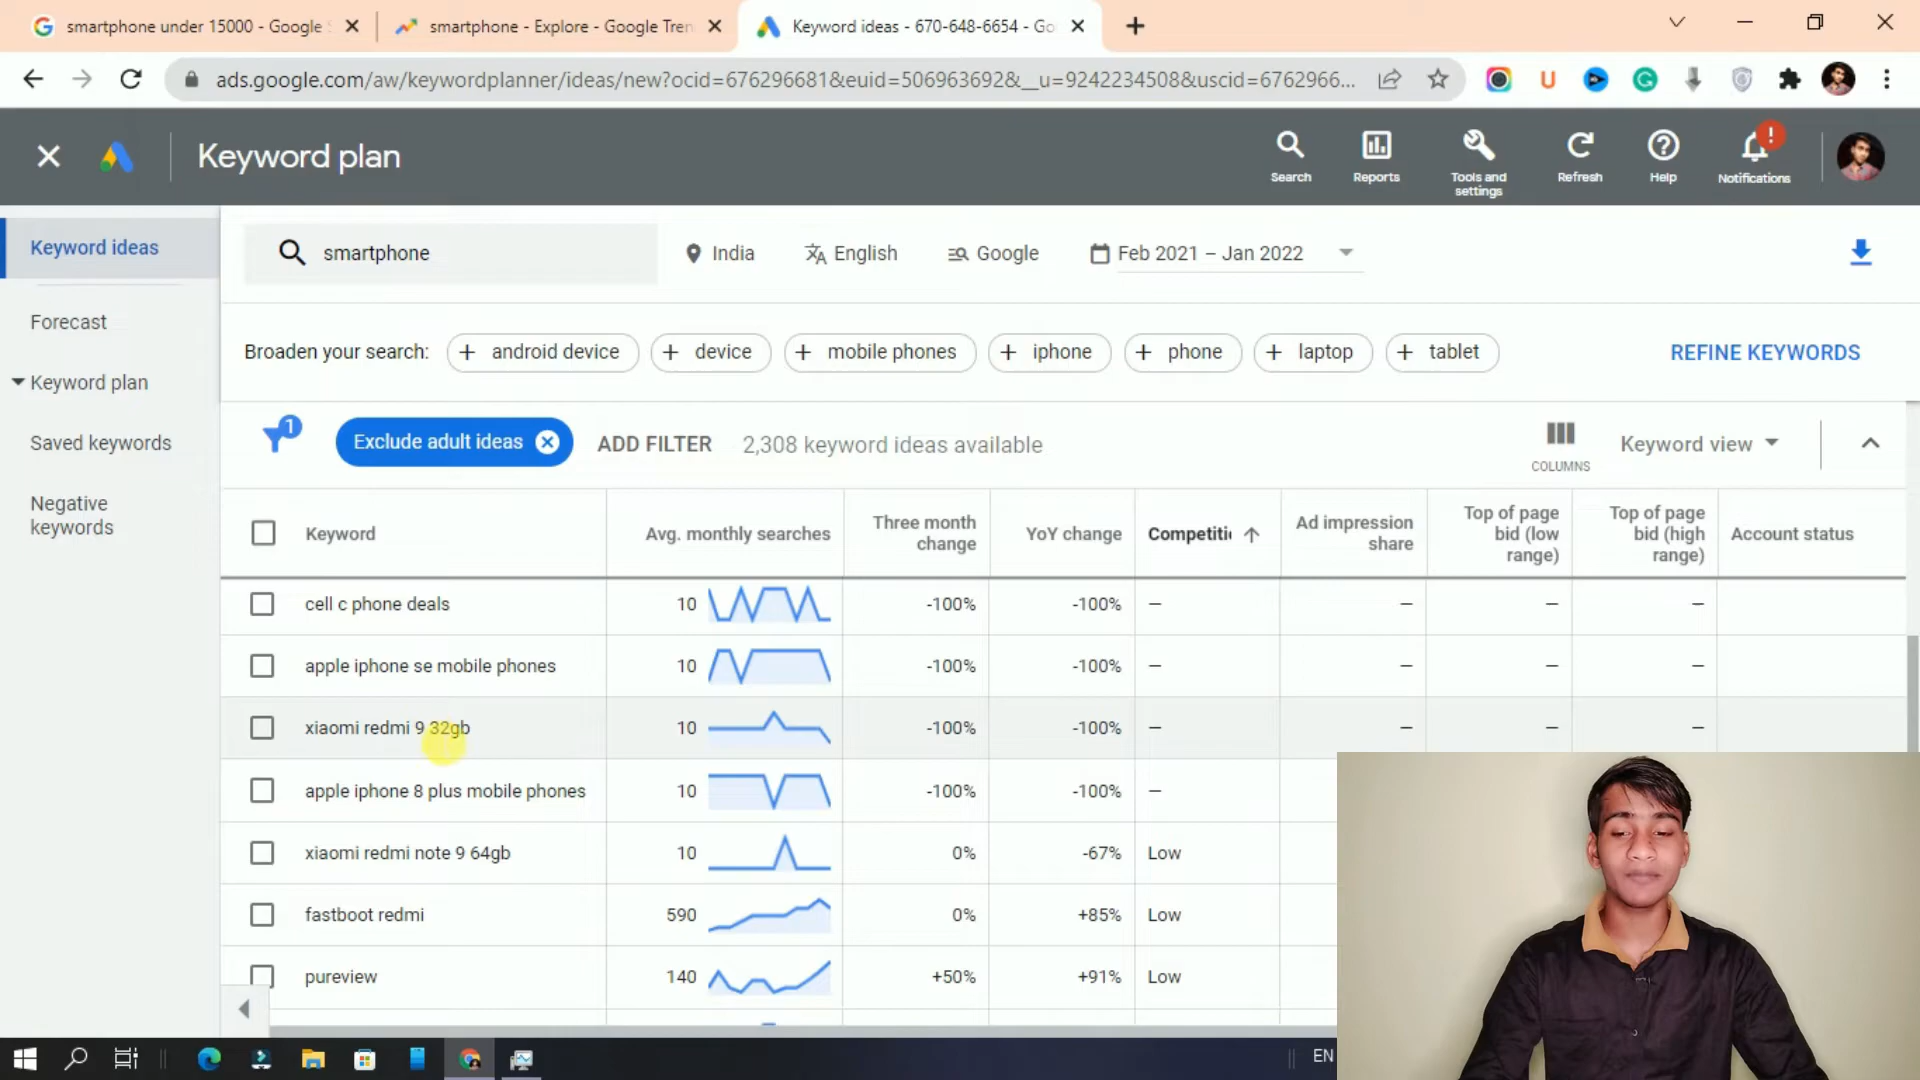 smartphone under 15000 - Google
smartphone - Explore - Google Tren
Keyword ideas - 670-648-6654 - Go
ads.google.com/aw/keywordplanner/ideas/new?ocid=676296681&euid=506963692&__u=9242234508&uscid=6762966...
Keyword plan
Search
Reports
Tools and
settings
Refresh
Help
!
Notifications
Keyword ideas
Forecast
Keyword plan
Saved keywords
Negative
keywords
smartphone
India
English
Google
Feb 2021 – Jan 2022
Broaden your search:
+ android device
+ device
+ mobile phones
+ iphone
+ phone
+ laptop
+ tablet
REFINE KEYWORDS
1
Exclude adult ideas
ADD FILTER
2,308 keyword ideas available
COLUMNS
Keyword view
Keyword
Avg. monthly searches
Three month
change
YoY change
Competiti
Ad impression
share
Top of page
bid (low
range)
Top of page
bid (high
range)
Account status
cell c phone deals 10 -100% -100% – – – –
apple iphone se mobile phones 10 -100% -100% – – – –
xiaomi redmi 9 32gb 10 -100% -100% – – – –
apple iphone 8 plus mobile phones 10 -100% -100% –
xiaomi redmi note 9 64gb 10 0% -67% Low
fastboot redmi 590 0% +85% Low
pureview 140 +50% +91% Low
EN